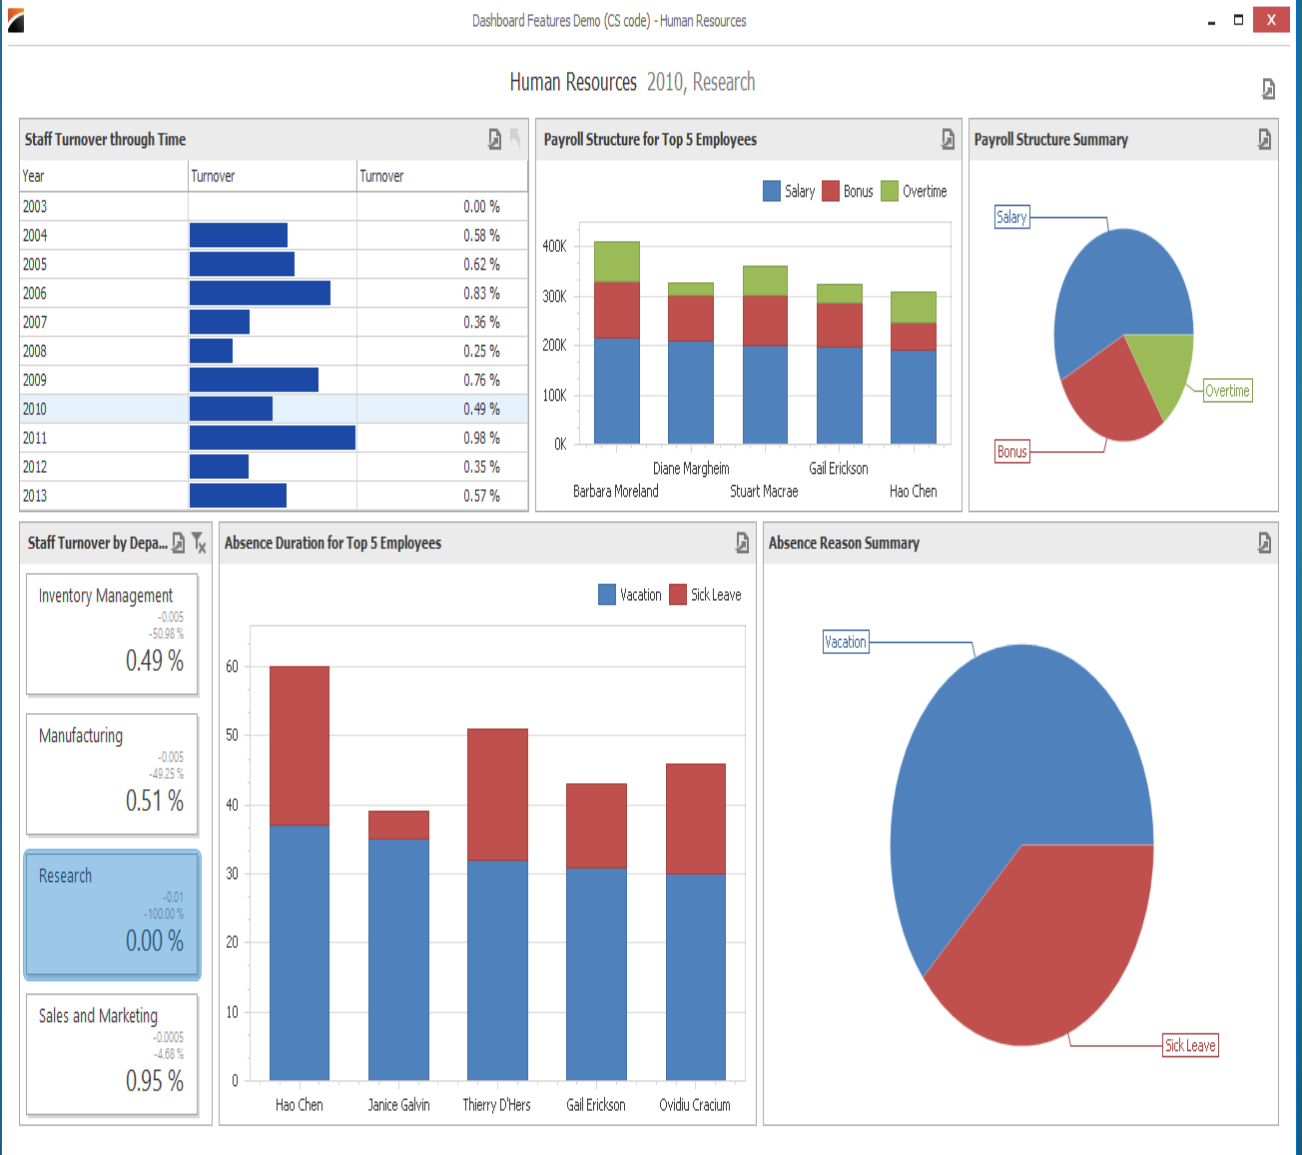 Dashboard Features Demo (CS code) - Human Resources
X
Human Resources 2010, Research
Staff Turnover through Time
Year Turnover Turnover
2003 0.00 %
2004 0.58 %
2005 0.62 %
2006 0.83 %
2007 0.36 %
2008 0.25 %
2009 0.76 %
2010 0.49 %
2011 0.98 %
2012 0.35 %
2013 0.57 %
Payroll Structure for Top 5 Employees
Salary Bonus Overtime
400K
300K
200K
100K
0K
Diane Margheim Gail Erickson
Barbara Moreland Stuart Macrae Hao Chen
Payroll Structure Summary
Salary
Overtime
Bonus
Staff Turnover by Depa...
Inventory Management
-0.005
-50.98 %
0.49 %
Manufacturing
-0.005
-49.25 %
0.51 %
Research
-0.01
-100.00 %
0.00 %
Sales and Marketing
-0.0005
-4.68 %
0.95 %
Absence Duration for Top 5 Employees
Vacation Sick Leave
60
50
40
30
20
10
0
Hao Chen Janice Galvin Thierry D'Hers Gail Erickson Ovidiu Cracium
Absence Reason Summary
Vacation
Sick Leave